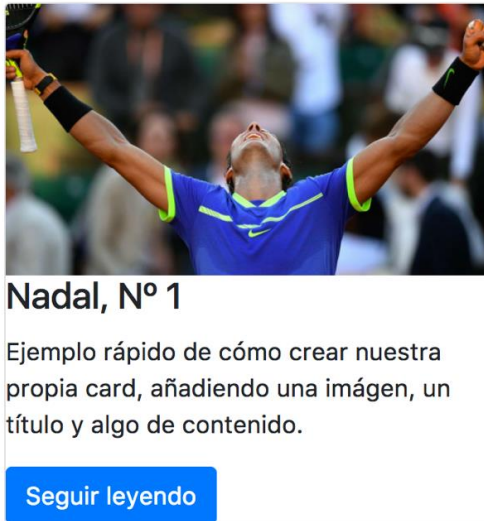 Nadal, Nº 1
Ejemplo rápido de cómo crear nuestra
propia card, añadiendo una imágen, un
título y algo de contenido.
Seguir leyendo